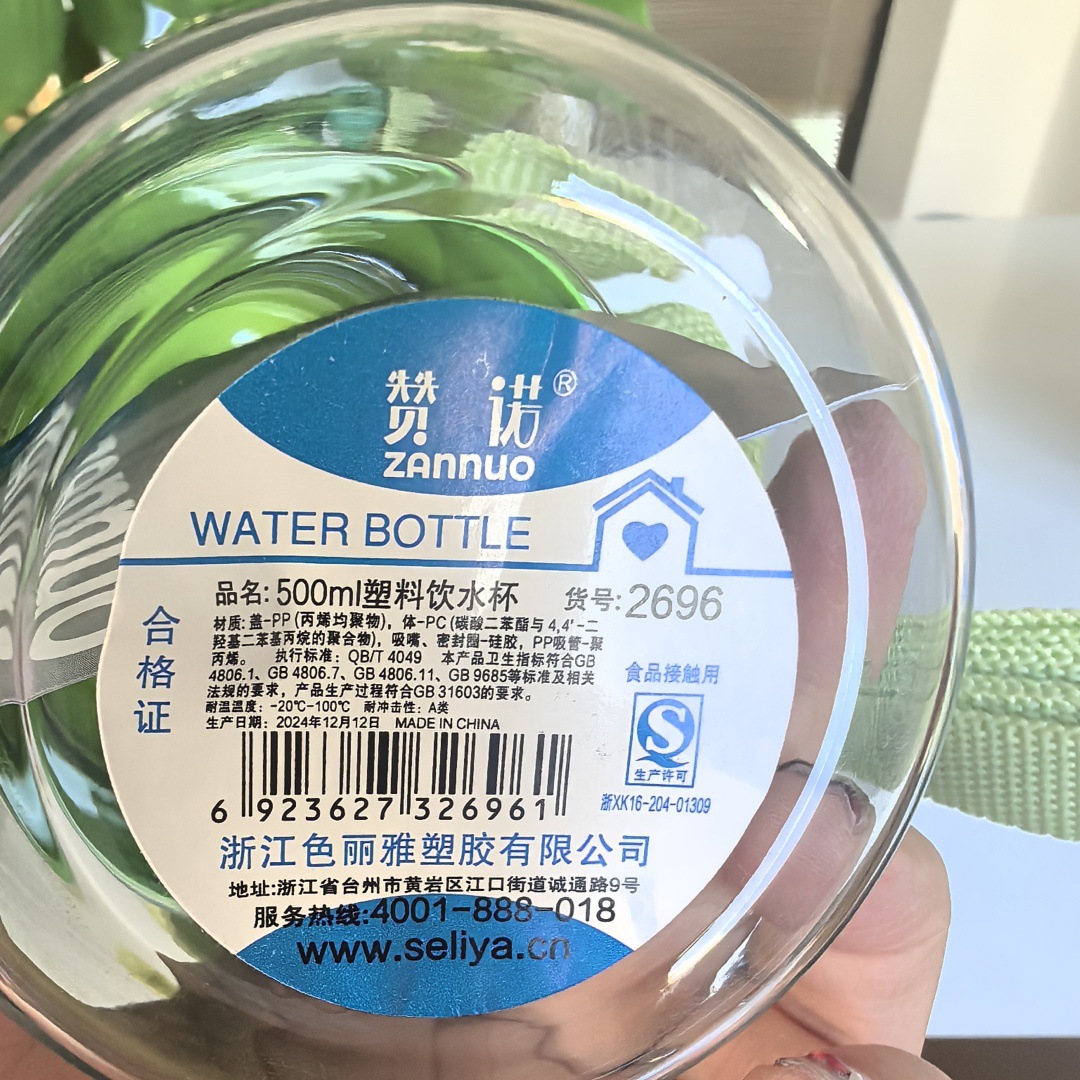 赞诺®
ZANNUO
WATER BOTTLE
品名: 500ml塑料饮水杯 货号: 2696
合格证
材质: 盖-PP (丙烯均聚物), 体-PC (碳酸二苯酯与 4,4'-二
羟基二苯基丙烷的聚合物), 吸嘴、密封圈-硅胶, PP吸管-聚
丙烯。 执行标准: QB/T 4049 本产品卫生指标符合GB
4806.1、GB 4806.7、GB 4806.11、GB 9685等标准及相关
法规的要求, 产品生产过程符合GB 31603的要求。
耐温温度: -20℃-100℃ 耐冲击性: A类
生产日期: 2024年12月12日 MADE IN CHINA
食品接触用
生产许可
浙XK16-204-01309
6 923627 326961
浙江色丽雅塑胶有限公司
地址:浙江省台州市黄岩区江口街道诚通路9号
服务热线:4001-888-018
www.seliya.cn